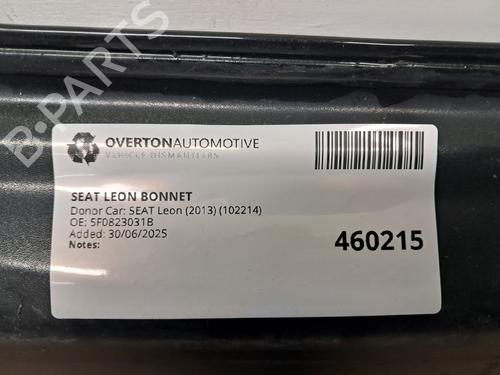 B-PARTS
OVERTONAUTOMOTIVE
VEHICLE DISMANTLERS
SEAT LEON BONNET
Donor Car: SEAT Leon (2013) (102214)
OE: 5F0823031B
Added: 30/06/2025
Notes:
460215